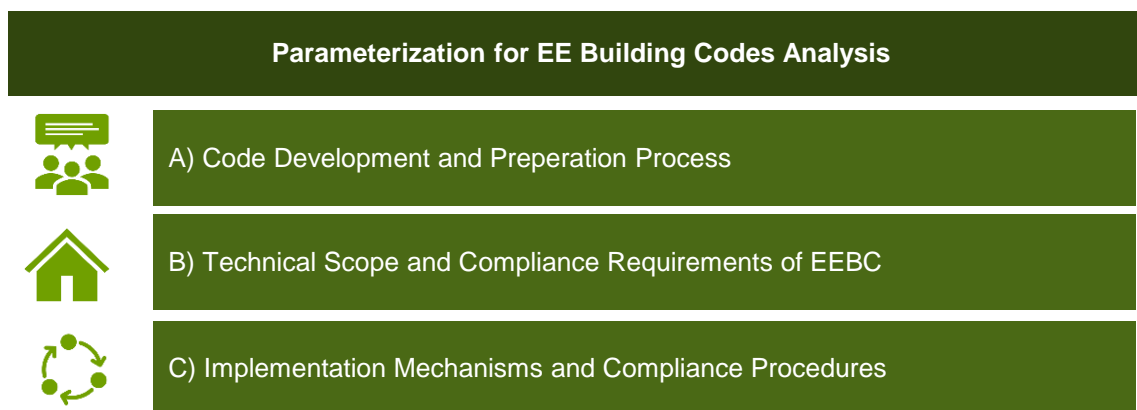 Parameterization for EE Building Codes Analysis
A) Code Development and Preperation Process
B) Technical Scope and Compliance Requirements of EEBC
C) Implementation Mechanisms and Compliance Procedures